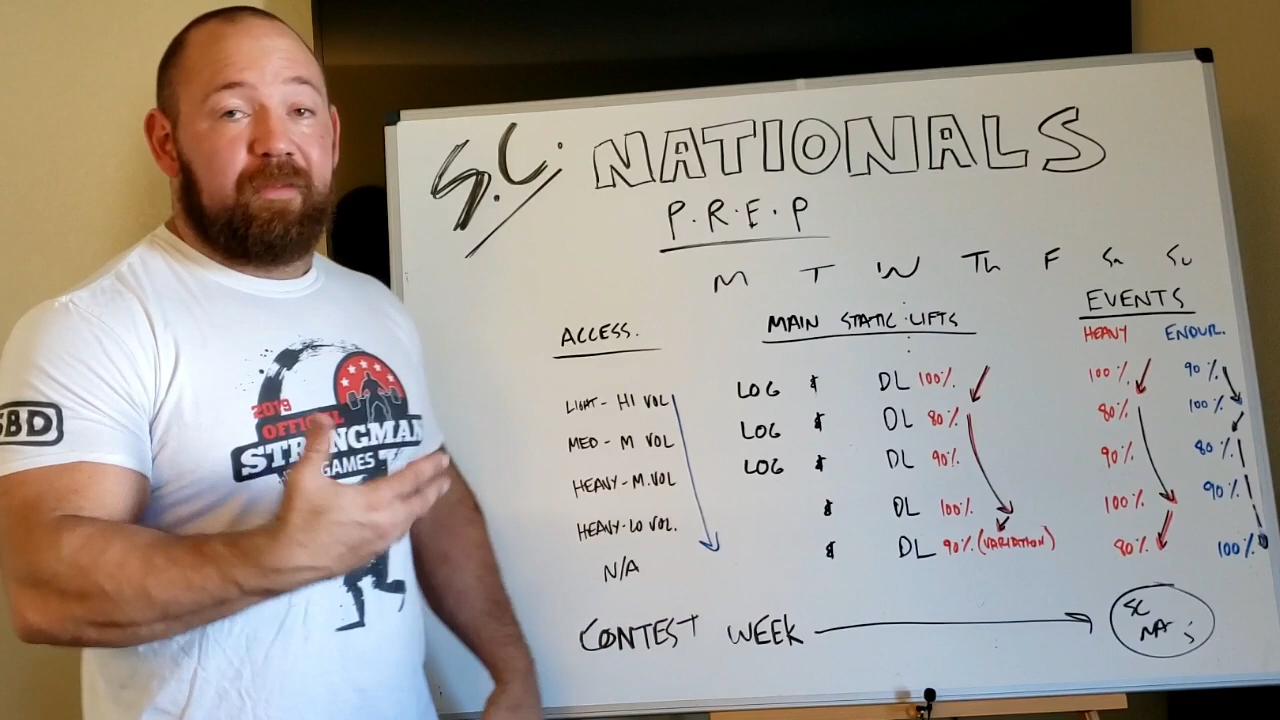 S.C. NATIONALS
P.R.E.P
M T W Th F Sa Su
ACCESS. MAIN STATIC LIFTS EVENTS
HEAVY ENDUR.
LIGHT - HI VOL LOG $ DL 100% 100% 90%
MED - M VOL LOG $ DL 80% 80% 100%
HEAVY - M.VOL LOG $ DL 90% 90% 80%
HEAVY - LO VOL. $ DL 100% 100% 90%
N/A $ DL 90% (VARIATION) 80% 100%
CONTEST WEEK
SC
NA
SBD
2019
OFFICIAL
STRONGMAN
GAMES